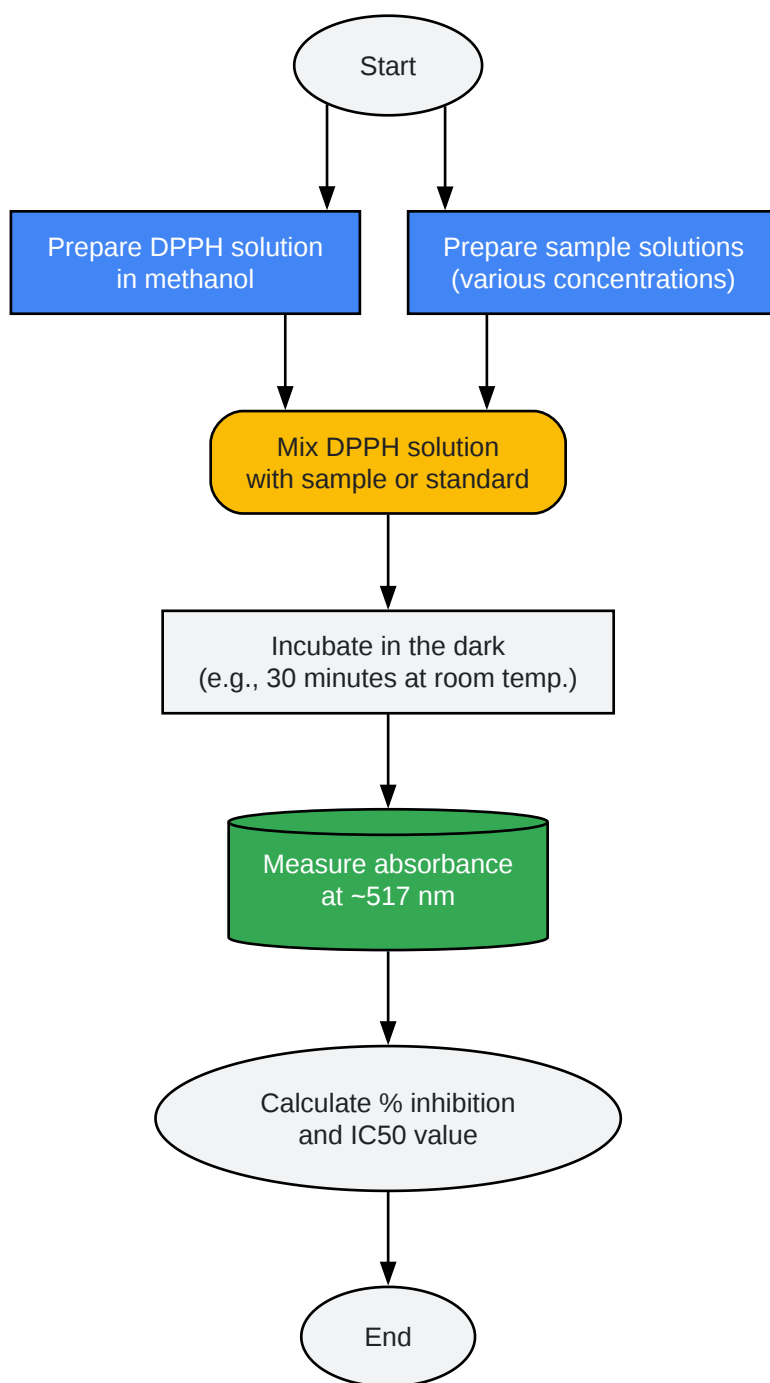 Start
Prepare DPPH solution
in methanol
Prepare sample solutions
(various concentrations)
Mix DPPH solution
with sample or standard
Incubate in the dark
(e.g., 30 minutes at room temp.)
Measure absorbance
at ~517 nm
Calculate % inhibition
and IC50 value
End